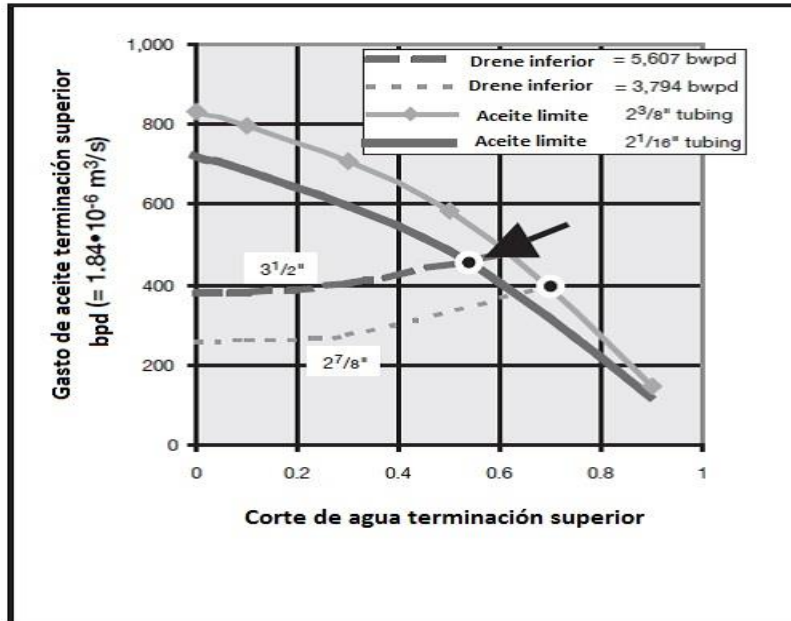 Gasto de aceite terminación superior
bpd (= 1.84•10⁻⁶ m³/s)
1,000
800
600
400
200
0
Drene inferior = 5,607 bwpd
Drene inferior = 3,794 bwpd
Aceite limite 2³/8" tubing
Aceite limite 2¹/16" tubing
3¹/2"
2⁷/8"
0 0.2 0.4 0.6 0.8 1
Corte de agua terminación superior